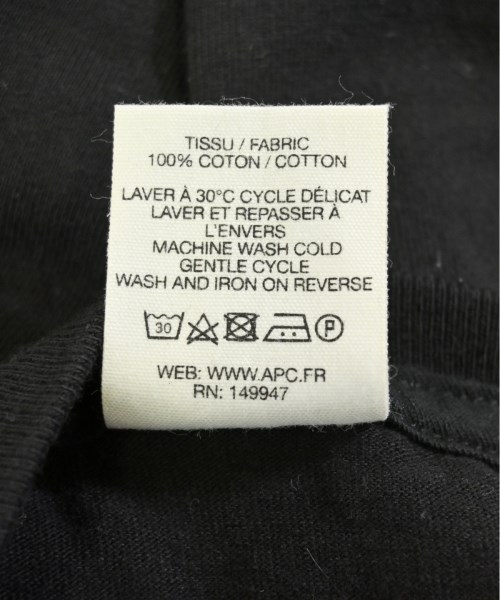 TISSU / FABRIC
100% COTON / COTTON
LAVER À 30°C CYCLE DÉLICAT
LAVER ET REPASSER À
L'ENVERS
MACHINE WASH COLD
GENTLE CYCLE
WASH AND IRON ON REVERSE
30 P
WEB: WWW.APC.FR
RN: 149947